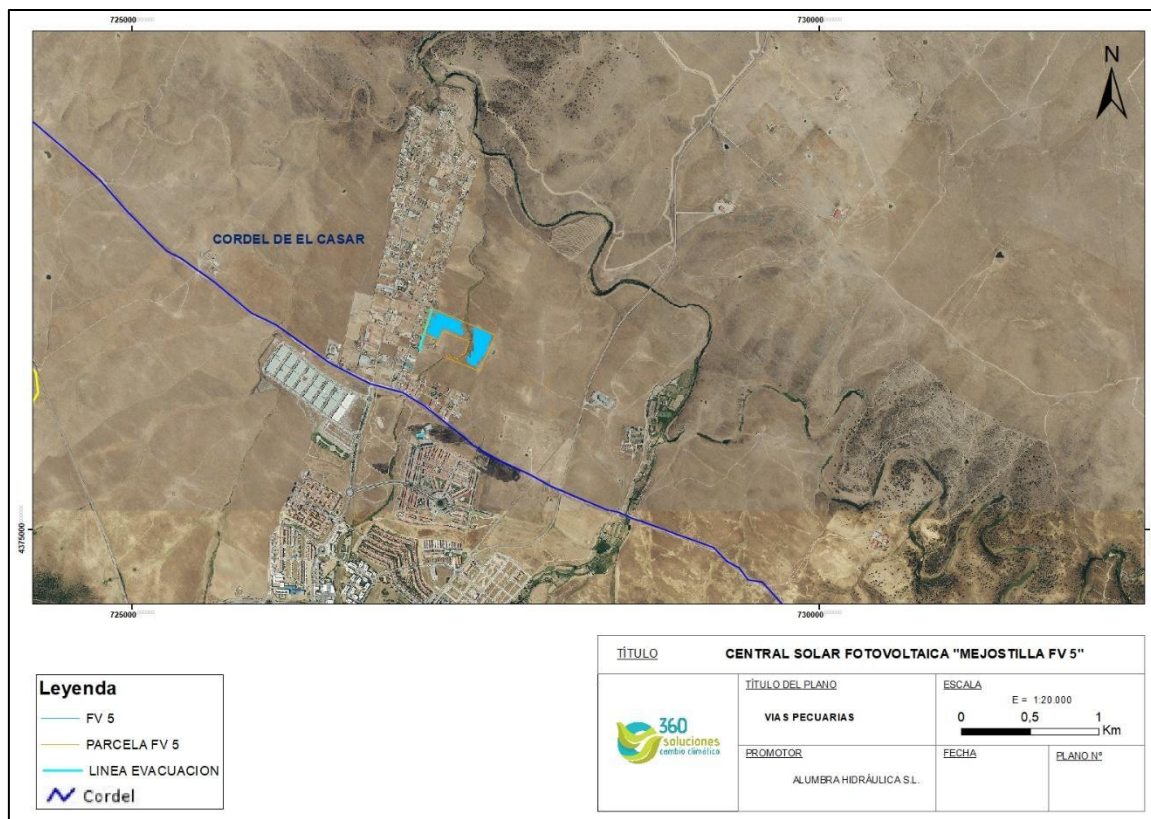 725000
730000
N
CORDEL DE EL CASAR
4375000
725000
730000
TÍTULO
CENTRAL SOLAR FOTOVOLTAICA "MEJOSTILLA FV 5"
TÍTULO DEL PLANO
VIAS PECUARIAS
ESCALA
E = 1:20.000
0 0,5 1
Km
360
soluciones
cambio climático
PROMOTOR
ALUMBRA HIDRÁULICA S.L.
FECHA
PLANO Nº
Leyenda
FV 5
PARCELA FV 5
LINEA EVACUACION
Cordel